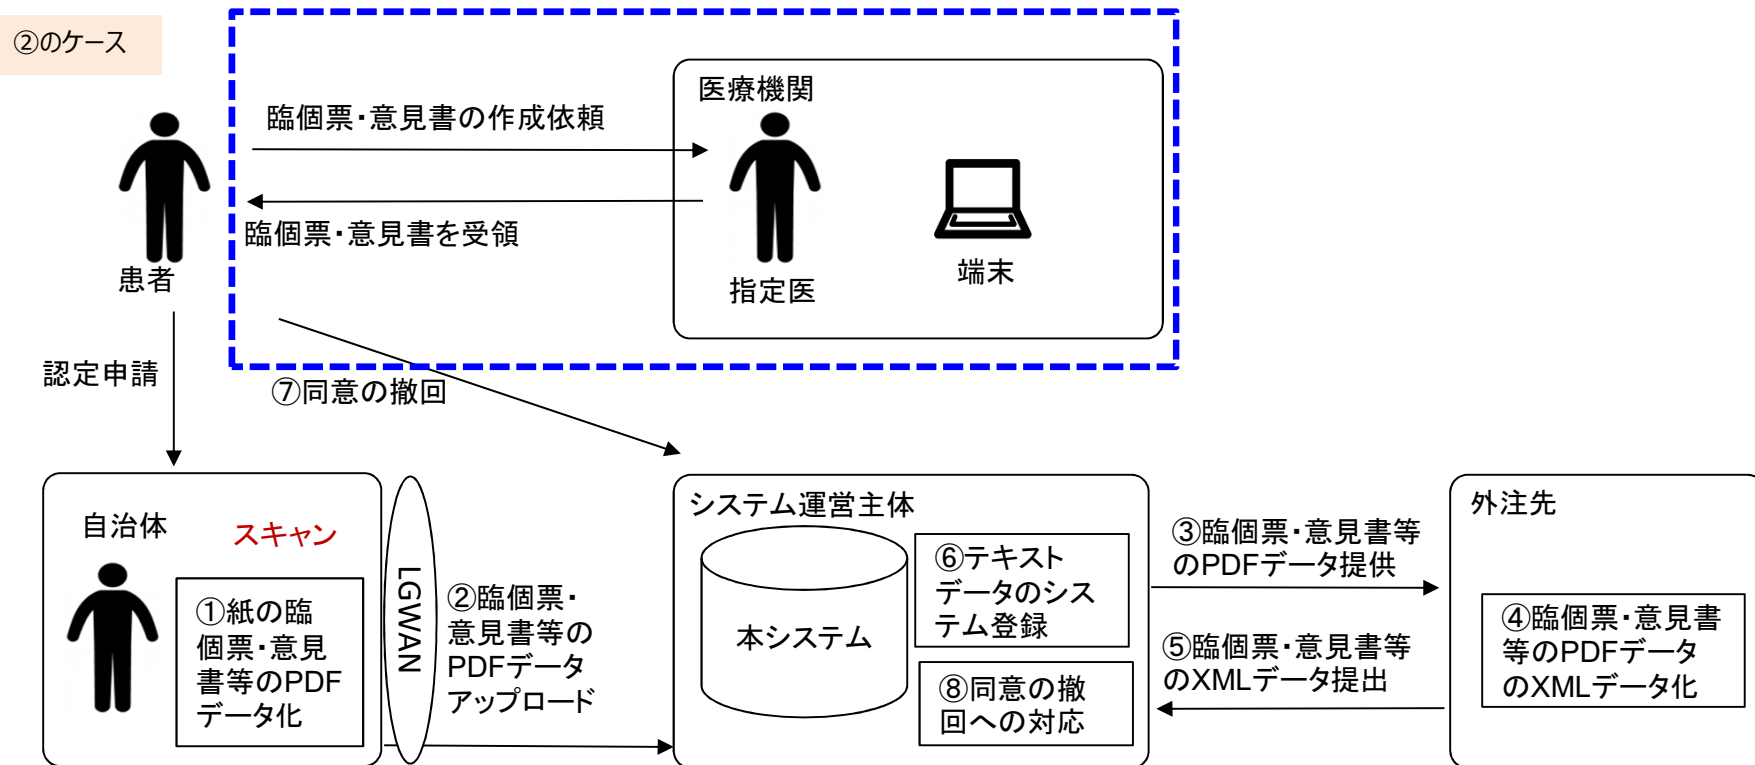 ②のケース
医療機関
臨個票・意見書の作成依頼
臨個票・意見書を受領
患者
指定医
端末
認定申請
⑦同意の撤回
自治体
スキャン
①紙の臨
個票・意見
書等のPDF
データ化
LGWAN
②臨個票・
意見書等の
PDFデータ
アップロード
システム運営主体
本システム
⑥テキスト
データのシス
テム登録
⑧同意の撤
回への対応
③臨個票・意見書等
のPDFデータ提供
⑤臨個票・意見書等
のXMLデータ提出
外注先
④臨個票・意見書
等のPDFデータ
のXMLデータ化